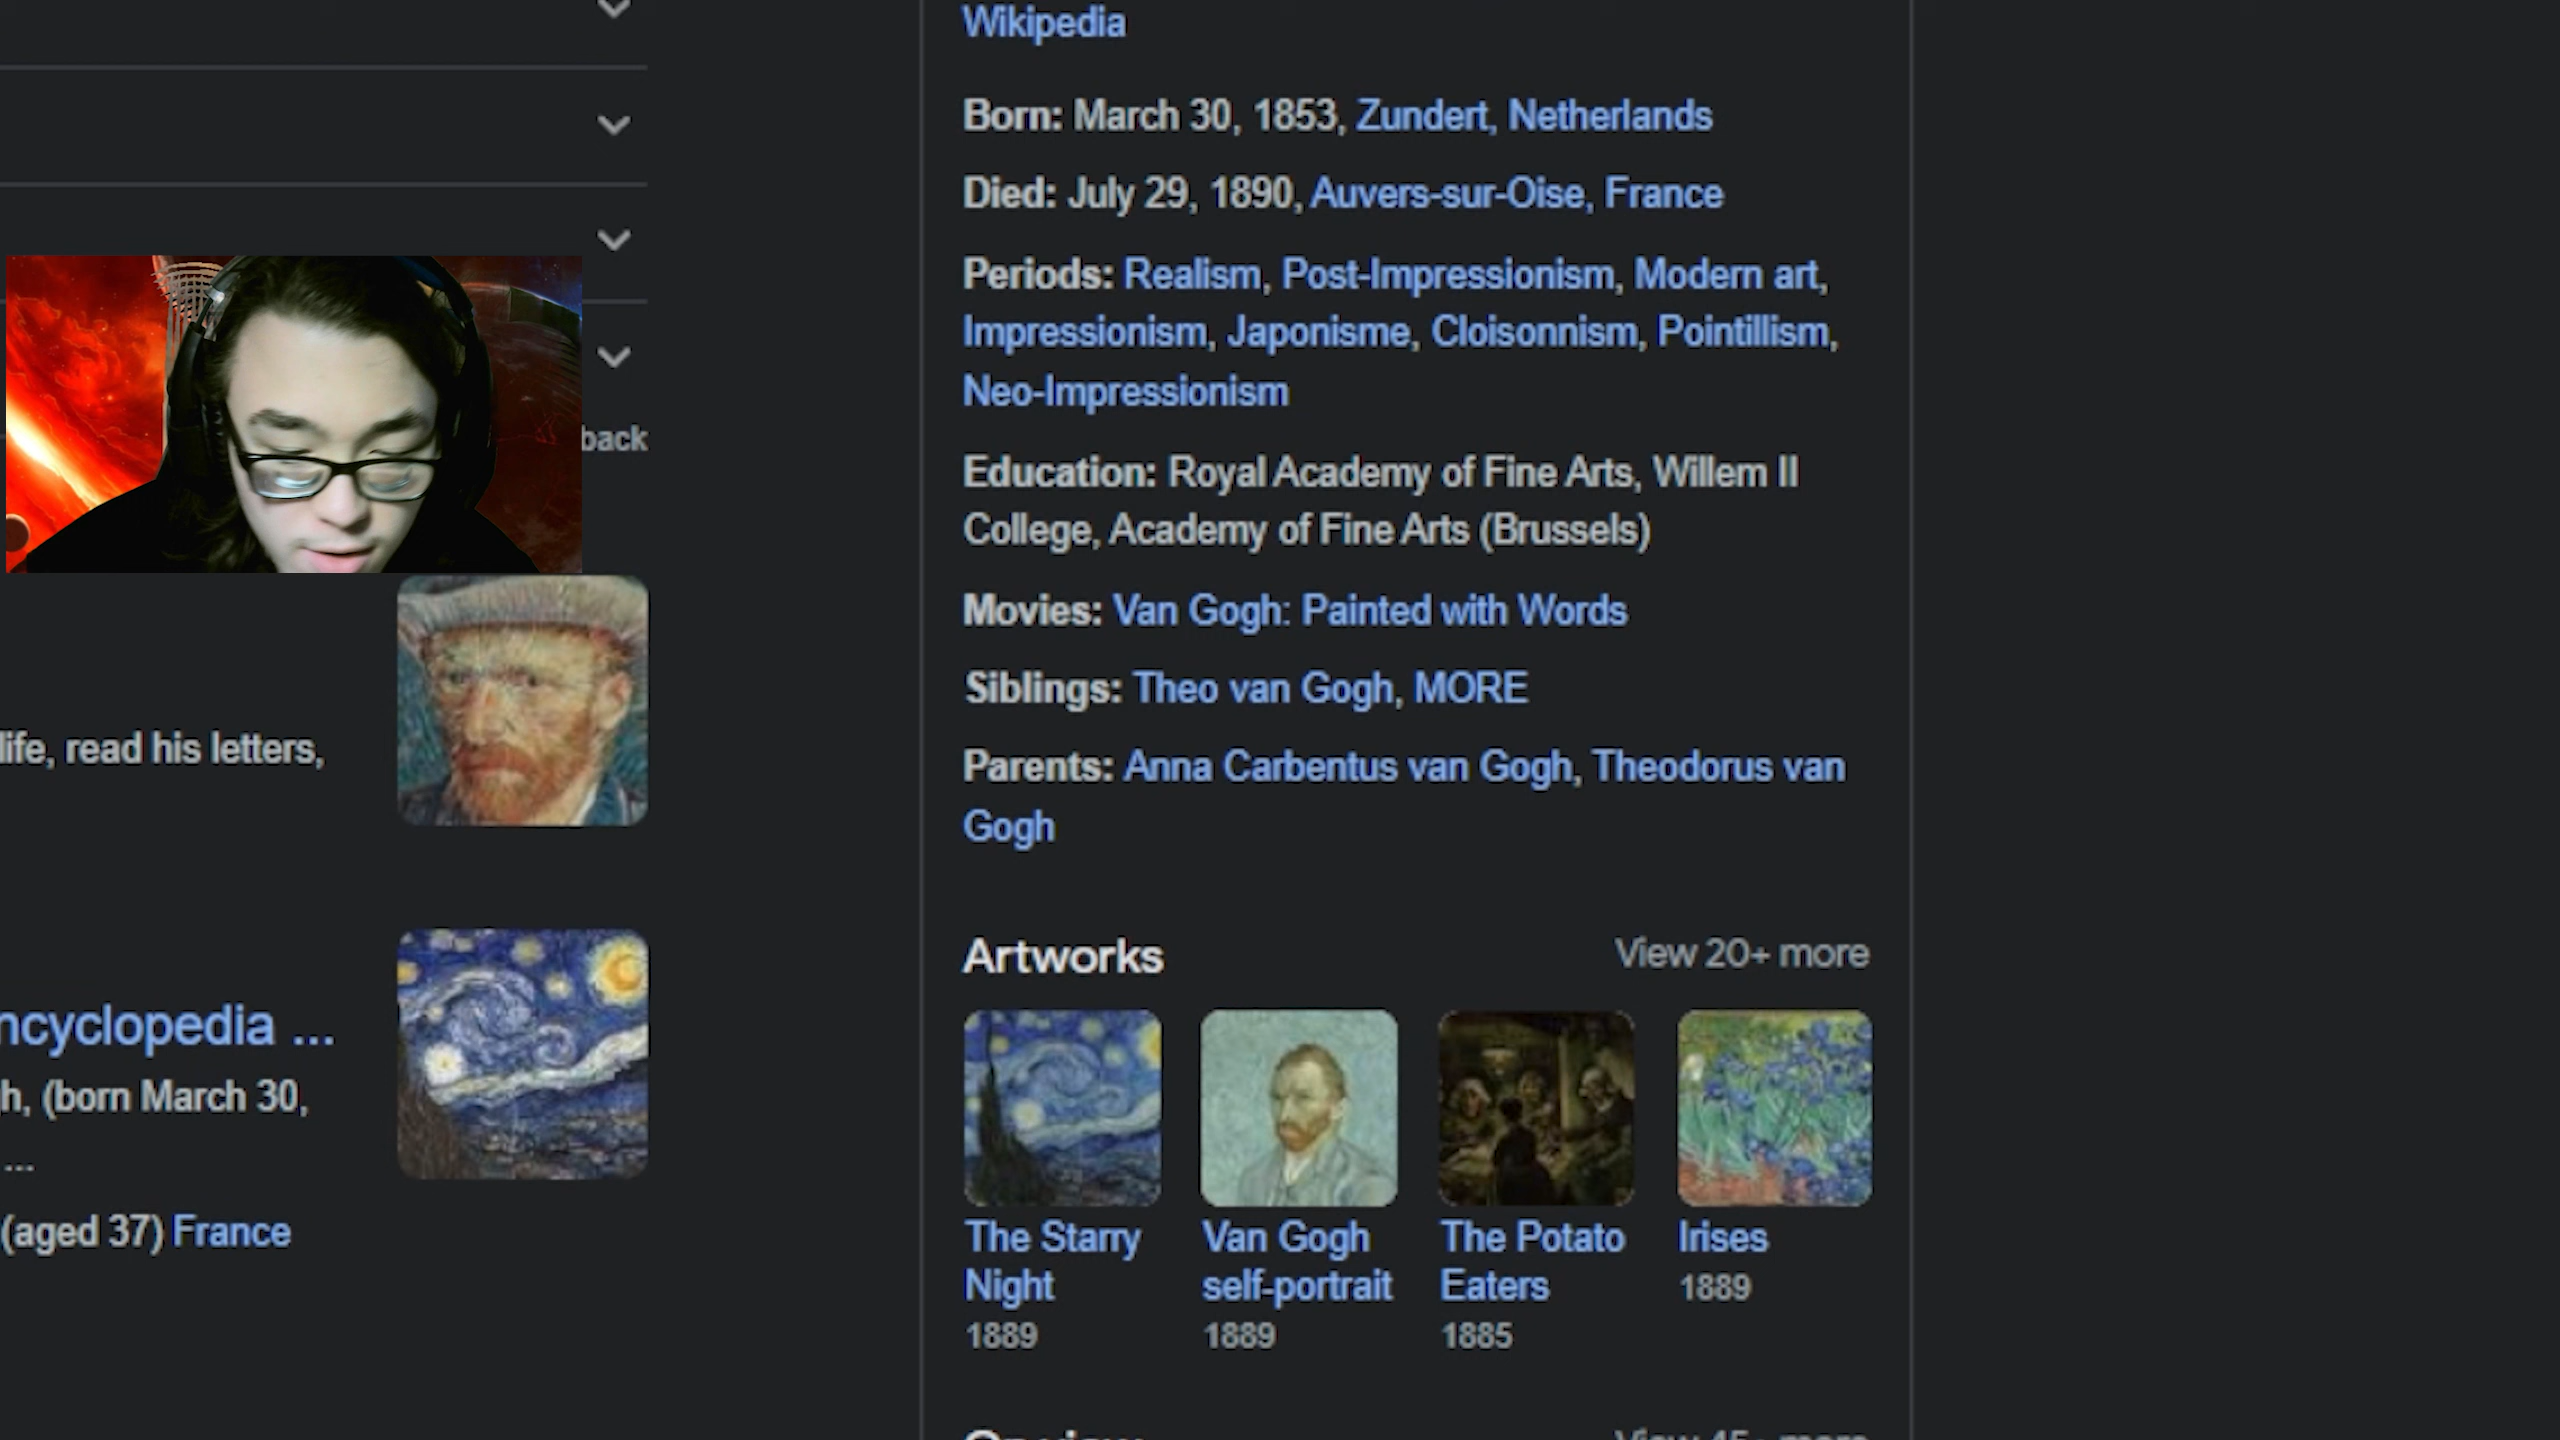 Wikipedia
Born: March 30, 1853, Zundert, Netherlands
Died: July 29, 1890, Auvers-sur-Oise, France
Periods: Realism, Post-Impressionism, Modern art,
Impressionism, Japonisme, Cloisonnism, Pointillism,
Neo-Impressionism
Education: Royal Academy of Fine Arts, Willem II
College, Academy of Fine Arts (Brussels)
Movies: Van Gogh: Painted with Words
Siblings: Theo van Gogh, MORE
Parents: Anna Carbentus van Gogh, Theodorus van
Gogh
Artworks
View 20+ more
The Starry
Night
1889
Van Gogh
self-portrait
1889
The Potato
Eaters
1885
Irises
1889
View 45+ more
back
life, read his letters,
ncyclopedia ...
h, (born March 30,
...
(aged 37) France